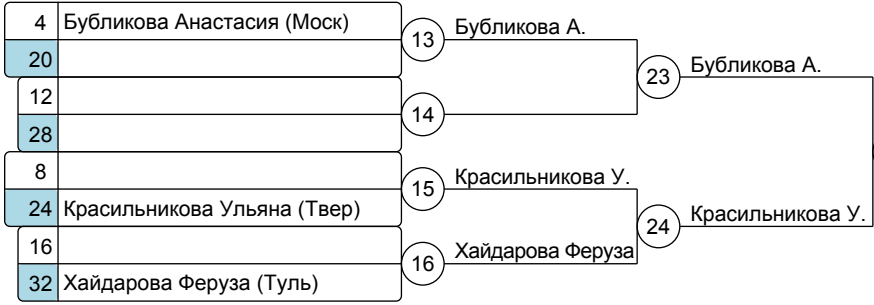 4 Бубликова Анастасия (Моск)
13 Бубликова А.
20
23 Бубликова А.
12
14
28
8
15 Красильникова У.
24 Красильникова Ульяна (Твер)
24 Красильникова У.
16
16 Хайдарова Феруза
32 Хайдарова Феруза (Туль)